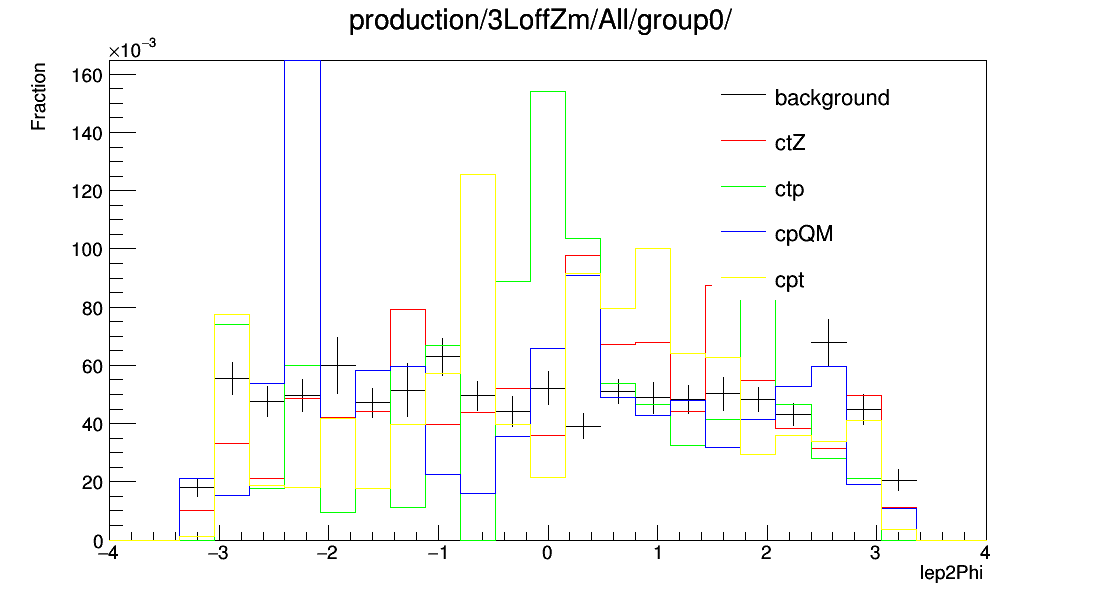 production/3LoffZm/All/group0/
×10⁻³
Fraction
160
140
120
100
80
60
40
20
0
background
ctZ
ctp
cpQM
cpt
−4 −3 −2 −1 0 1 2 3 4
lep2Phi